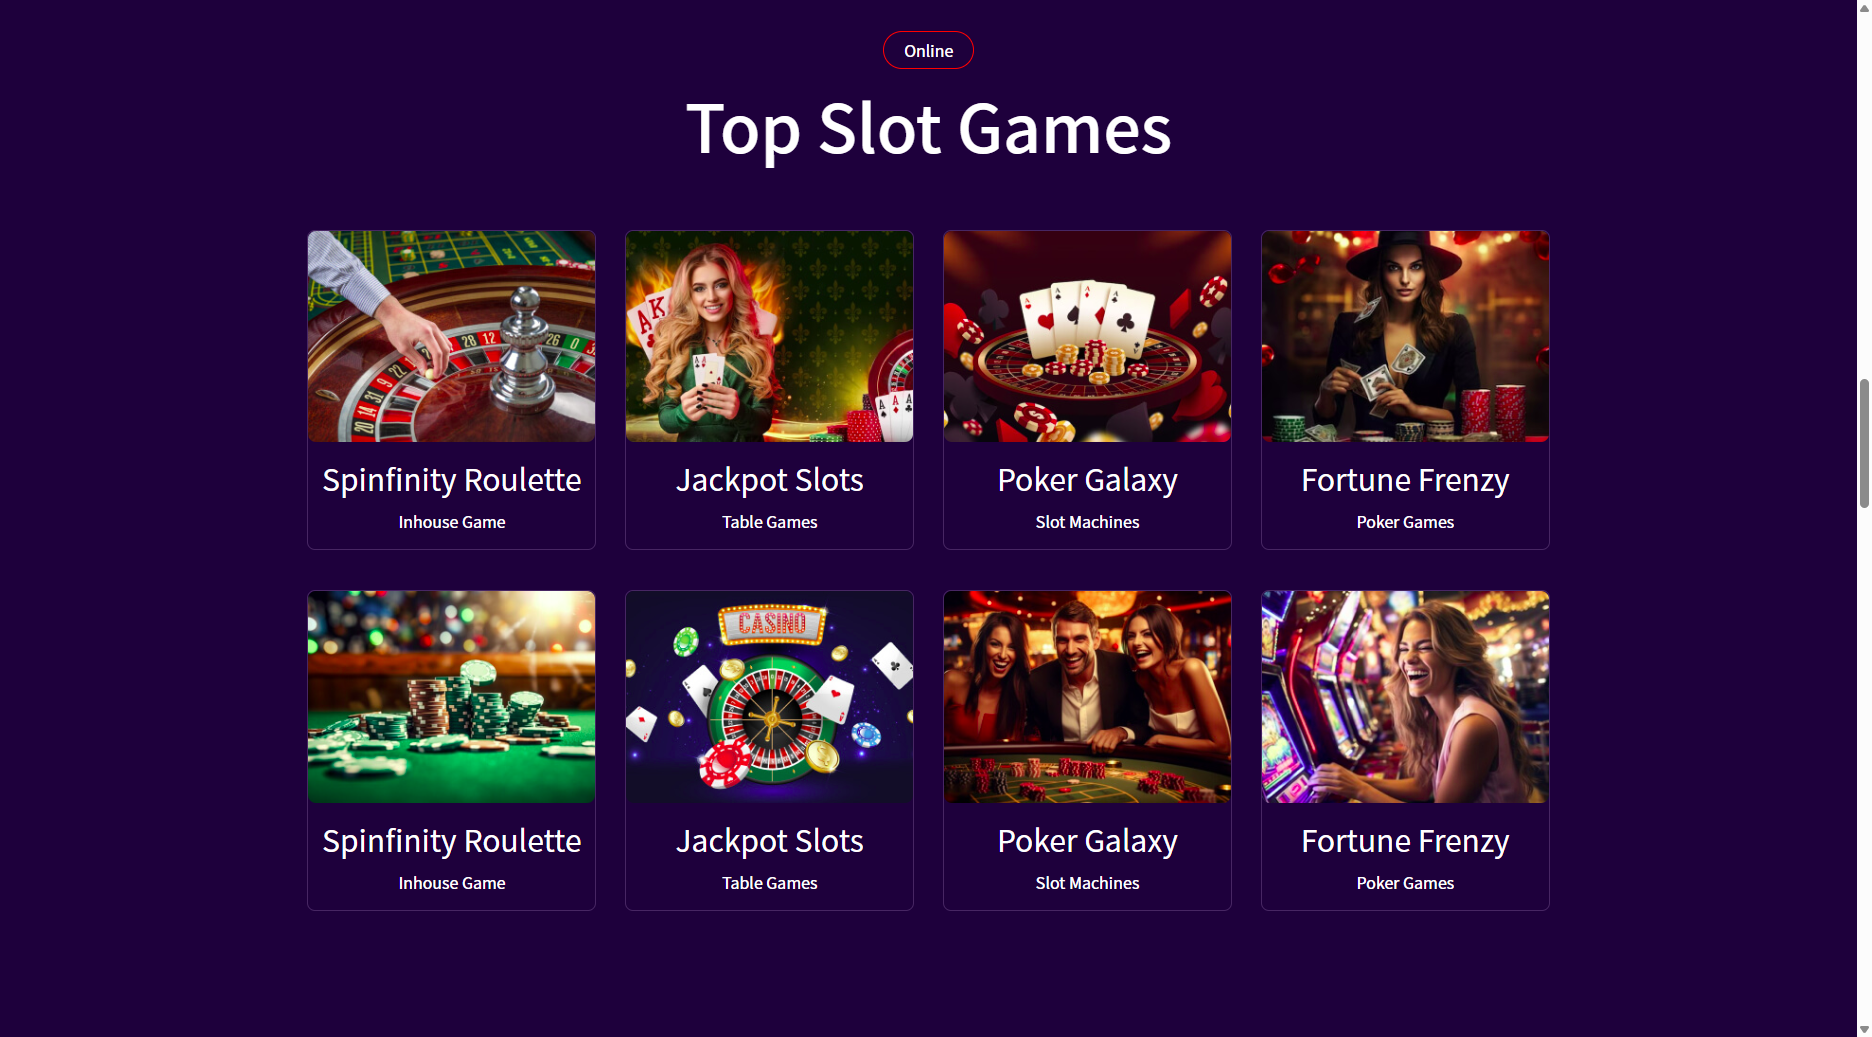 Online
Top Slot Games
Spinfinity Roulette
Inhouse Game
Jackpot Slots
Table Games
Poker Galaxy
Slot Machines
Fortune Frenzy
Poker Games
CASINO
Spinfinity Roulette
Inhouse Game
Jackpot Slots
Table Games
Poker Galaxy
Slot Machines
Fortune Frenzy
Poker Games